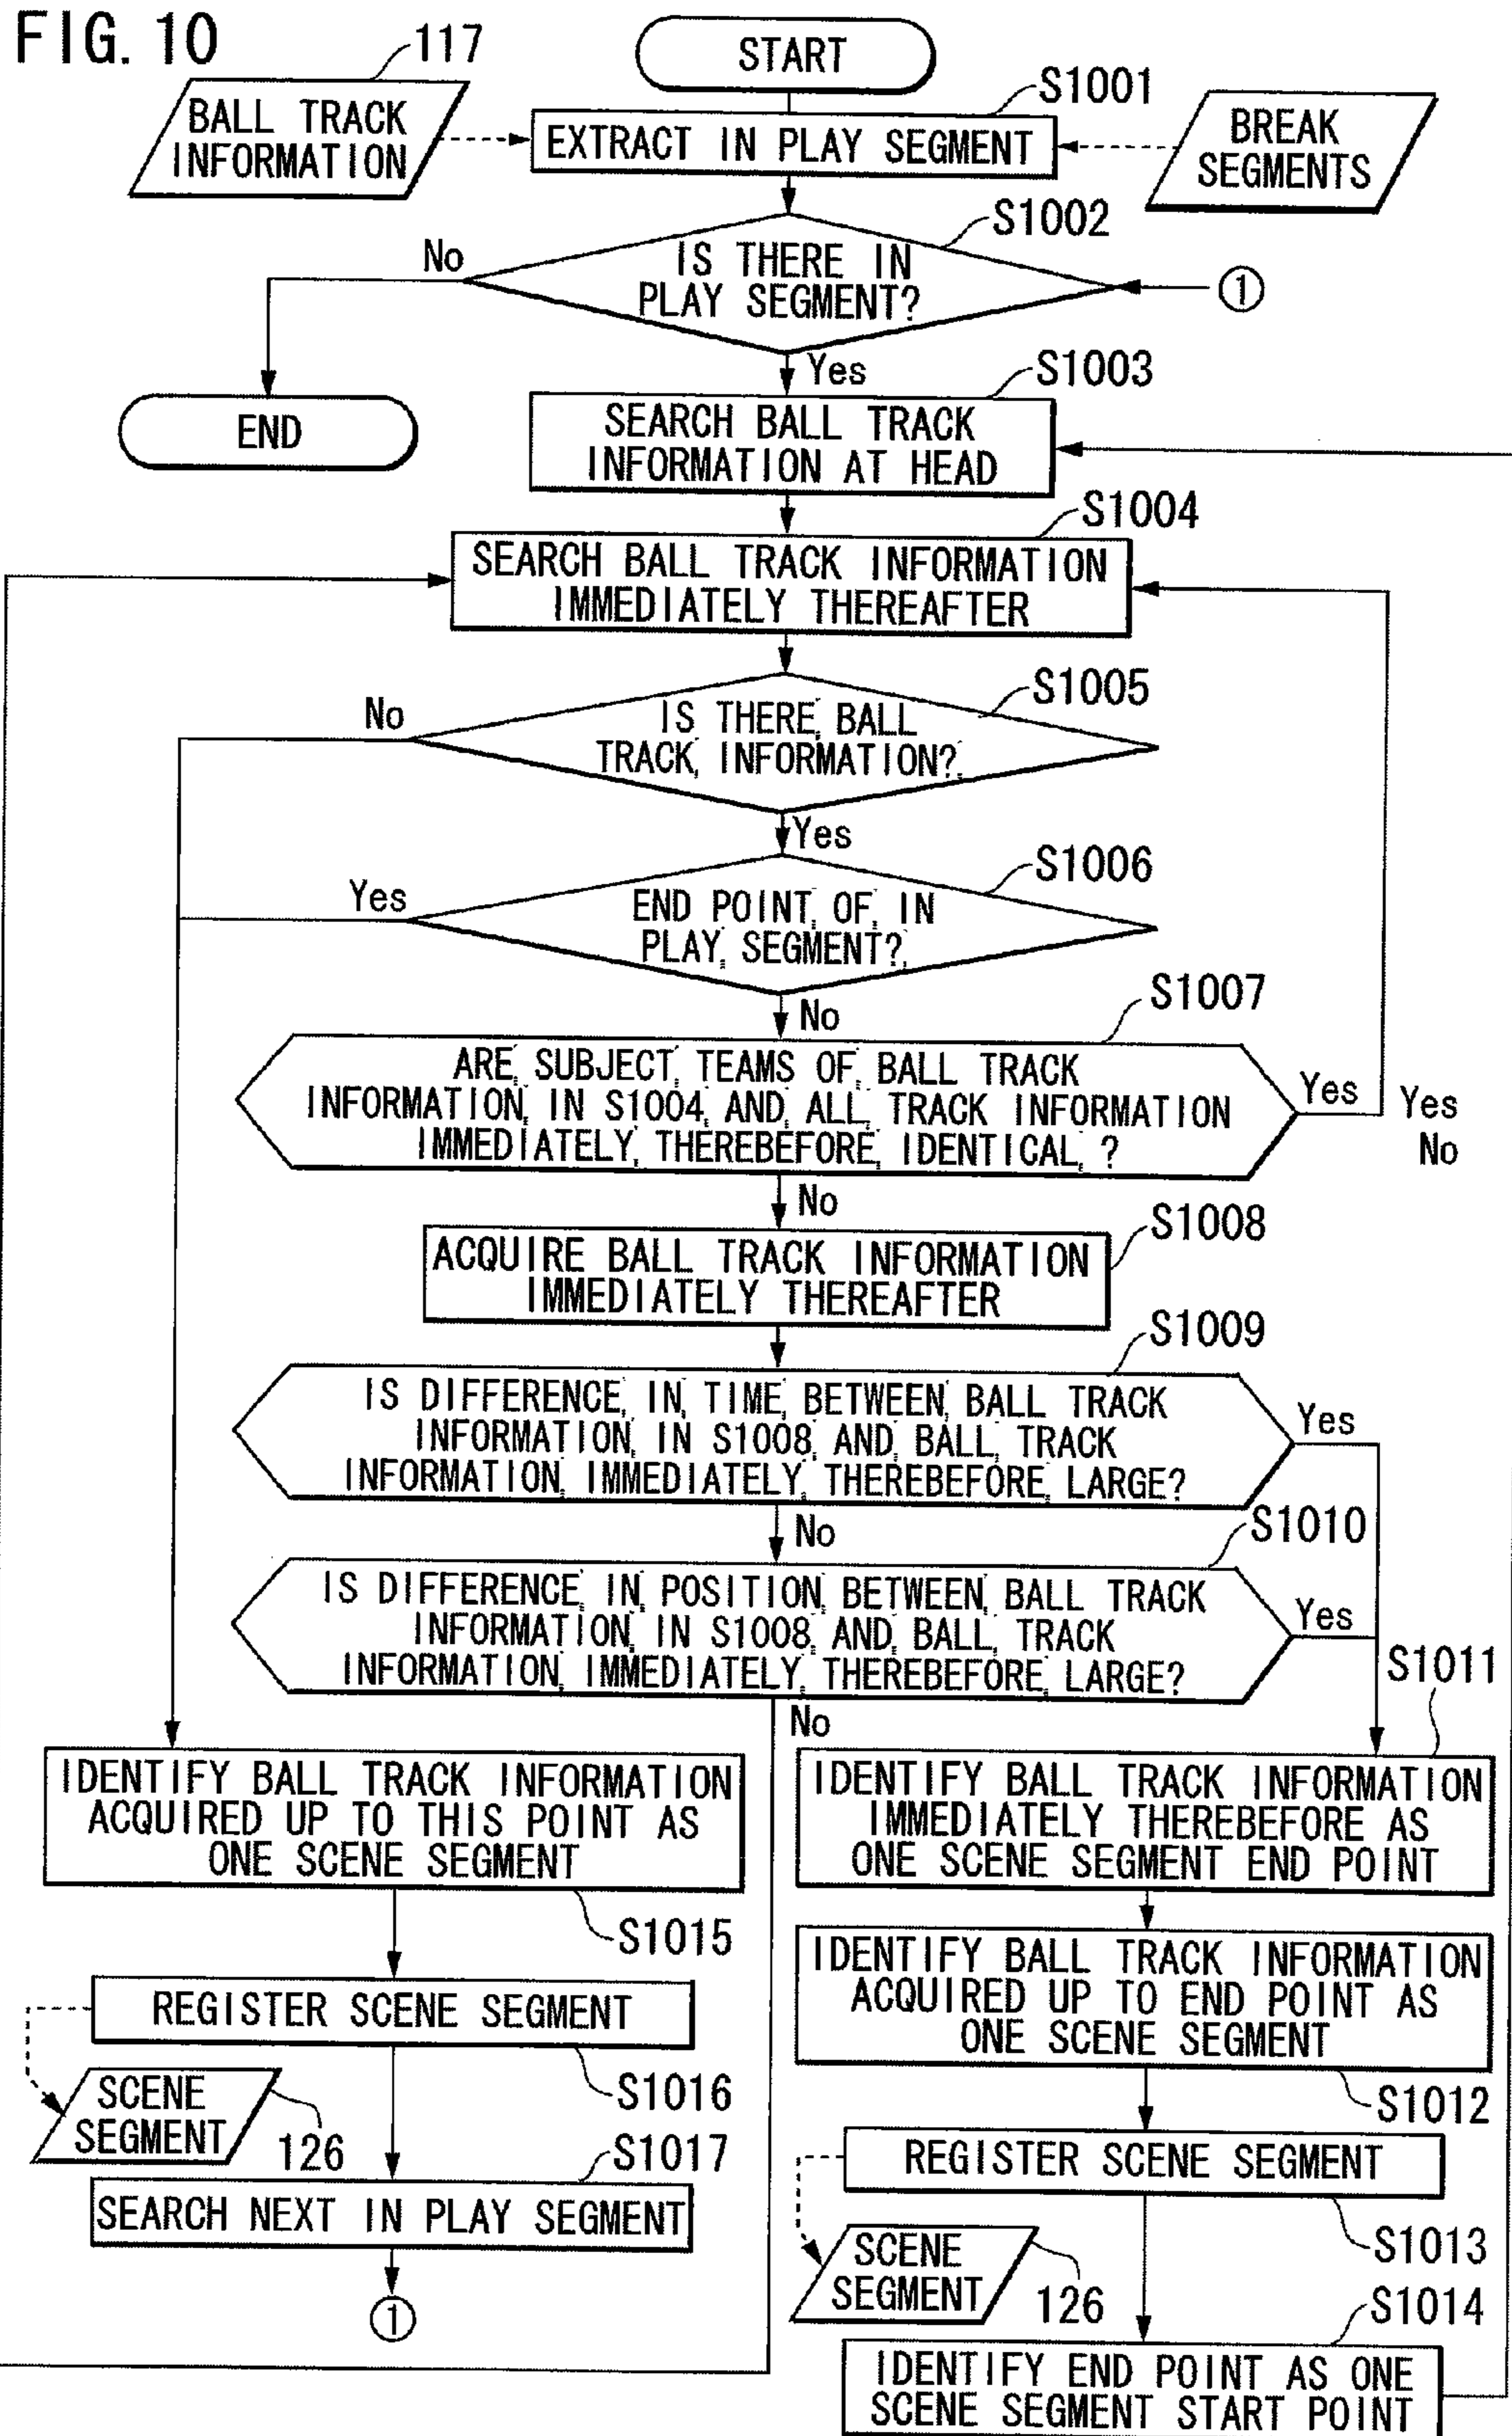 FIG. 10
117
START
BALL TRACK
INFORMATION
S1001
EXTRACT IN PLAY SEGMENT
BREAK
SEGMENTS
S1002
No
IS THERE IN
PLAY SEGMENT?
①
Yes
S1003
END
SEARCH BALL TRACK
INFORMATION AT HEAD
S1004
SEARCH BALL TRACK INFORMATION
IMMEDIATELY THEREAFTER
S1005
No
IS THERE BALL
TRACK INFORMATION?
Yes
S1006
Yes
END POINT OF IN
PLAY SEGMENT?
No
S1007
ARE SUBJECT TEAMS OF BALL TRACK
INFORMATION IN S1004 AND ALL TRACK INFORMATION
IMMEDIATELY THEREBEFORE IDENTICAL ?
Yes
Yes
No
No
S1008
ACQUIRE BALL TRACK INFORMATION
IMMEDIATELY THEREAFTER
S1009
IS DIFFERENCE IN TIME BETWEEN BALL TRACK
INFORMATION IN S1008 AND BALL TRACK
INFORMATION IMMEDIATELY THEREBEFORE LARGE?
Yes
No
S1010
IS DIFFERENCE IN POSITION BETWEEN BALL TRACK
INFORMATION IN S1008 AND BALL TRACK
INFORMATION IMMEDIATELY THEREBEFORE LARGE?
Yes
No
S1011
IDENTIFY BALL TRACK INFORMATION
ACQUIRED UP TO THIS POINT AS
ONE SCENE SEGMENT
S1015
IDENTIFY BALL TRACK INFORMATION
IMMEDIATELY THEREBEFORE AS
ONE SCENE SEGMENT END POINT
REGISTER SCENE SEGMENT
S1016
IDENTIFY BALL TRACK INFORMATION
ACQUIRED UP TO END POINT AS
ONE SCENE SEGMENT
S1012
SCENE
SEGMENT
126
S1017
SEARCH NEXT IN PLAY SEGMENT
①
REGISTER SCENE SEGMENT
S1013
SCENE
SEGMENT
126
S1014
IDENTIFY END POINT AS ONE
SCENE SEGMENT START POINT